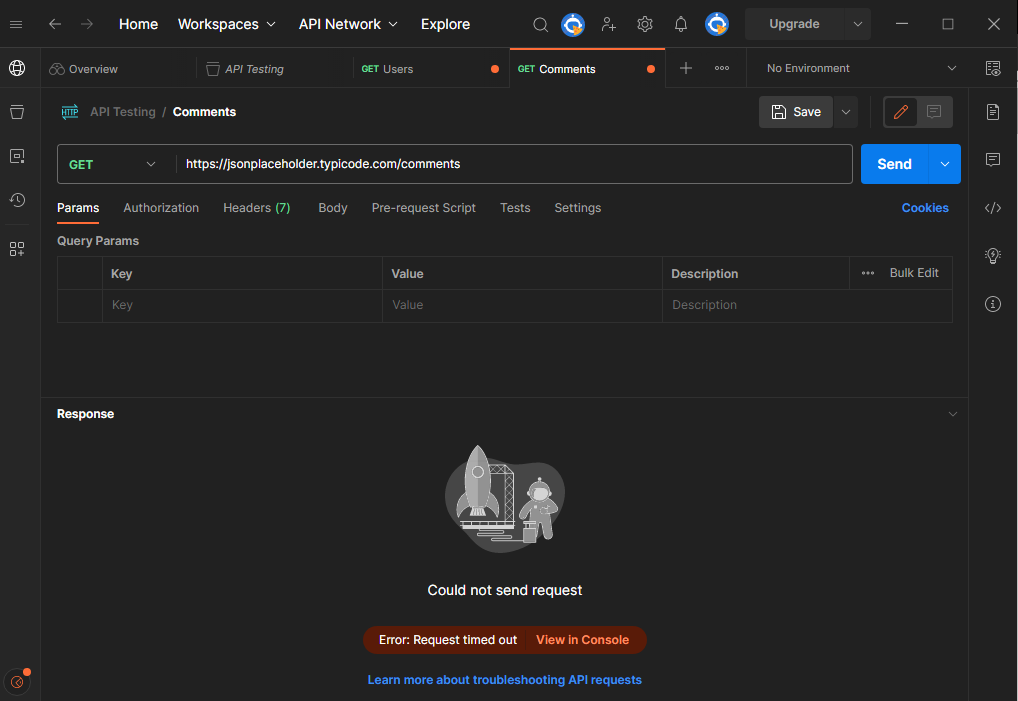 Home Workspaces API Network Explore Upgrade
Overview API Testing GET Users GET Comments No Environment
HTTP API Testing / Comments Save
GET https://jsonplaceholder.typicode.com/comments Send
Params Authorization Headers (7) Body Pre-request Script Tests Settings Cookies
Query Params
Key Value Description Bulk Edit
Key Value Description
Response
Could not send request
Error: Request timed out View in Console
Learn more about troubleshooting API requests